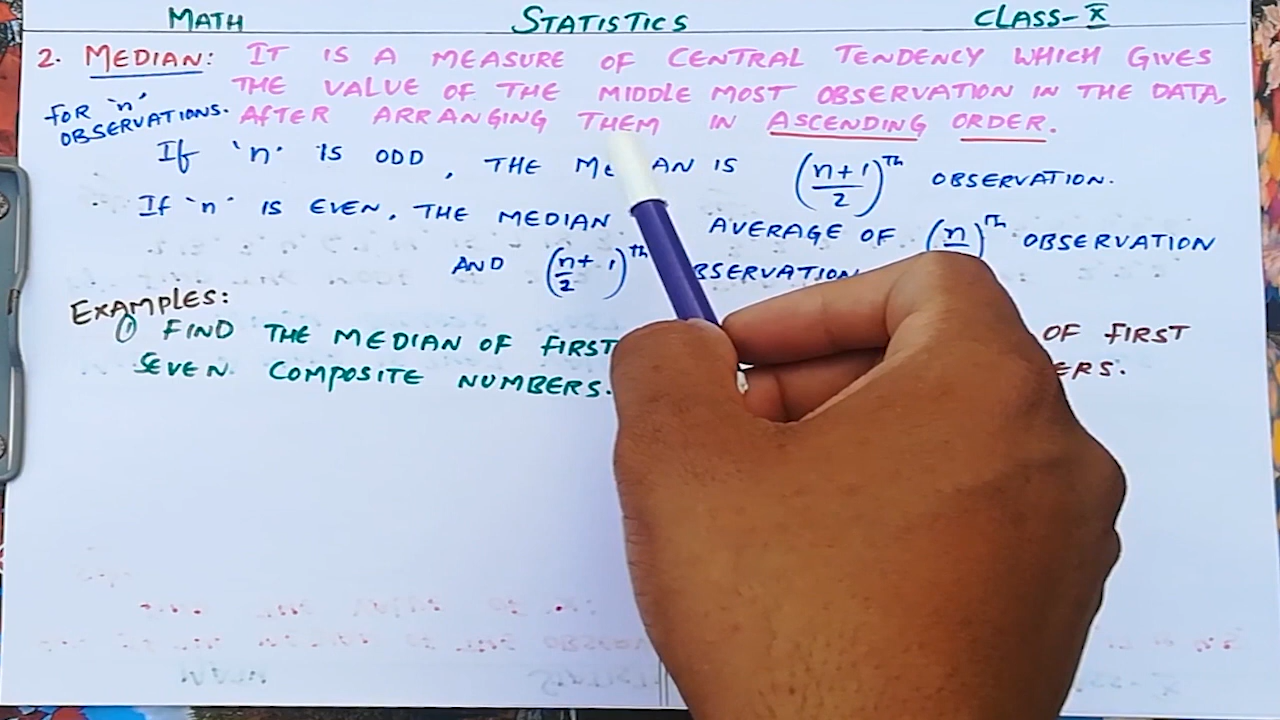 MATH STATISTICS CLASS-X
2. MEDIAN: IT IS A MEASURE OF CENTRAL TENDENCY WHICH GIVES
THE VALUE OF THE MIDDLE MOST OBSERVATION IN THE DATA,
FOR 'n' OBSERVATIONS. AFTER ARRANGING THEM IN ASCENDING ORDER.
If 'n' IS ODD, THE IS (n+1/2)th OBSERVATION.
If 'n' IS EVEN, THE MEDIAN AVERAGE OF (n)th OBSERVATION
AND (n/2+1)th
EXAMPLES:
① FIND THE MEDIAN OF FIRST OF FIRST
SEVEN COMPOSITE NUMBERS.